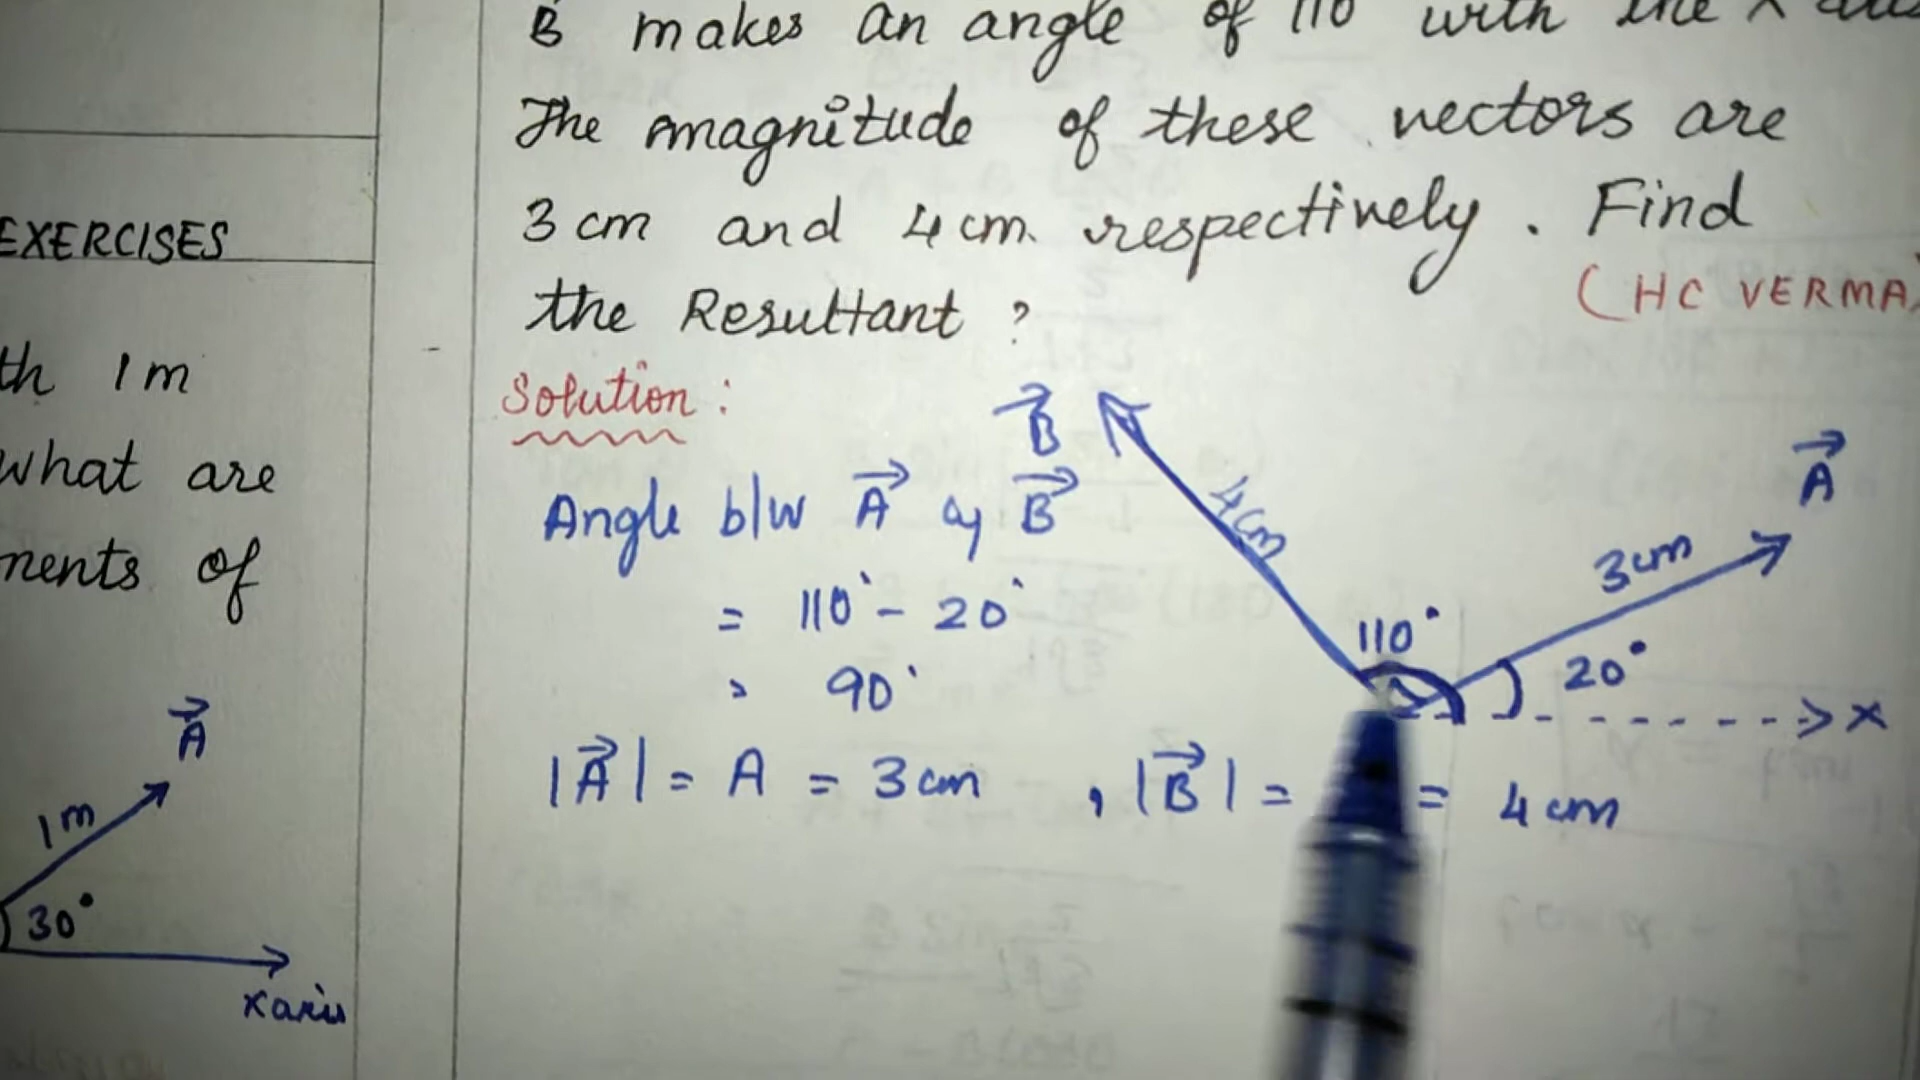 B makes an angle of 110 with the X
The magnitude of these vectors are
3 cm and 4 cm. respectively. Find
the Resultant ?
(HC VERMA)
Solution :
Angle b/w A B
= 110° - 20°
90°
|A| = A = 3 cm , |B| = = 4 cm
B
4cm
A
3cm
110°
20°
X
EXERCISES
th 1m
what are
nents of
A
1m
30°
X axis